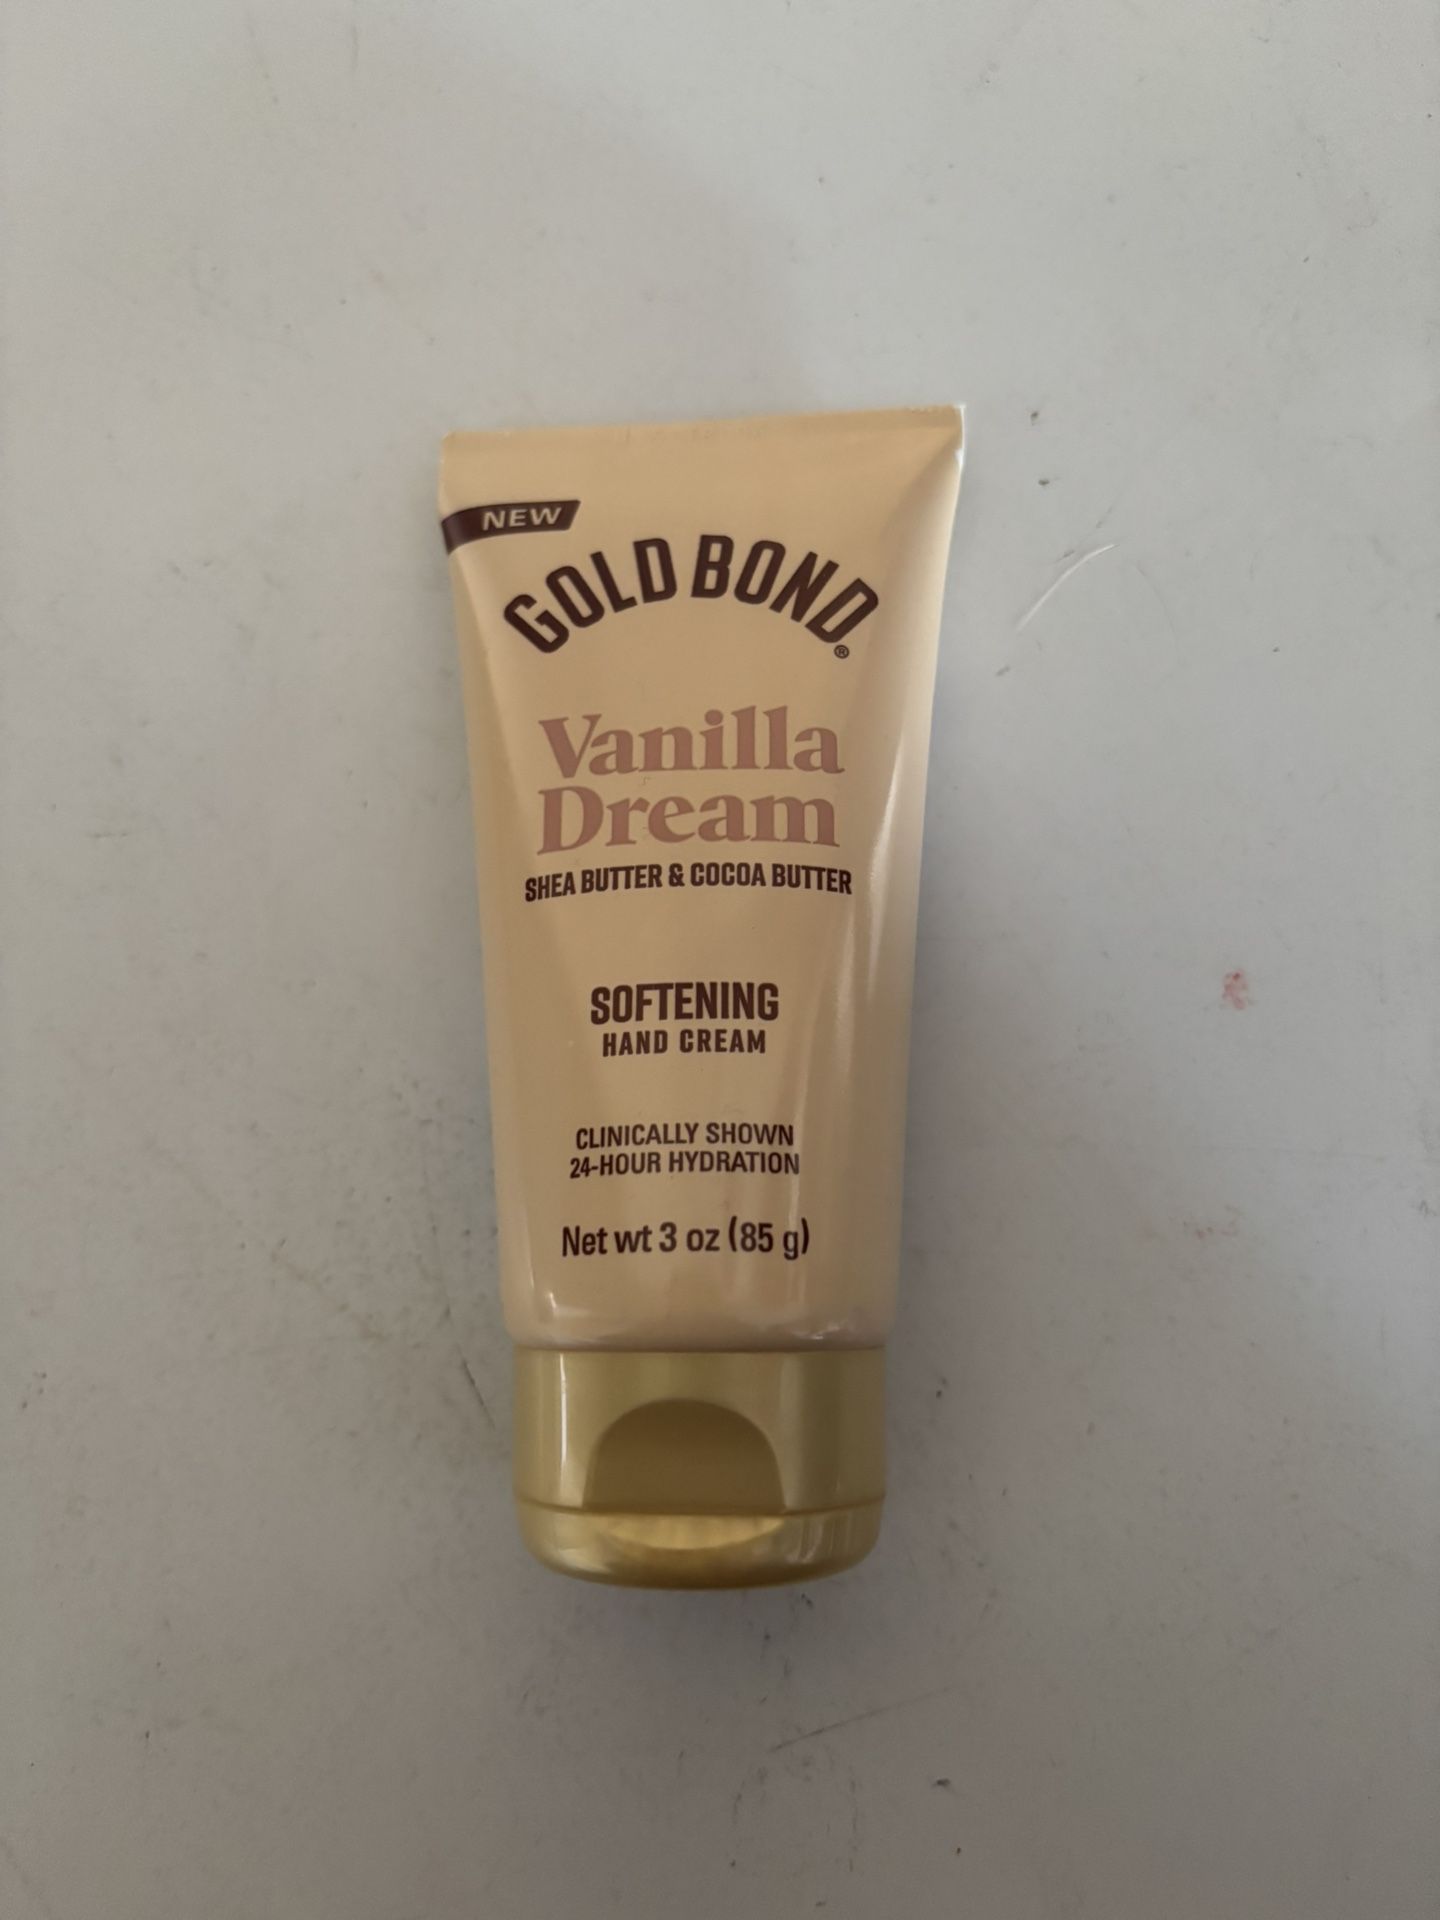 NEW
GOLD BOND®
Vanilla
Dream
SHEA BUTTER & COCOA BUTTER
SOFTENING
HAND CREAM
CLINICALLY SHOWN
24-HOUR HYDRATION
Net wt 3 oz (85 g)